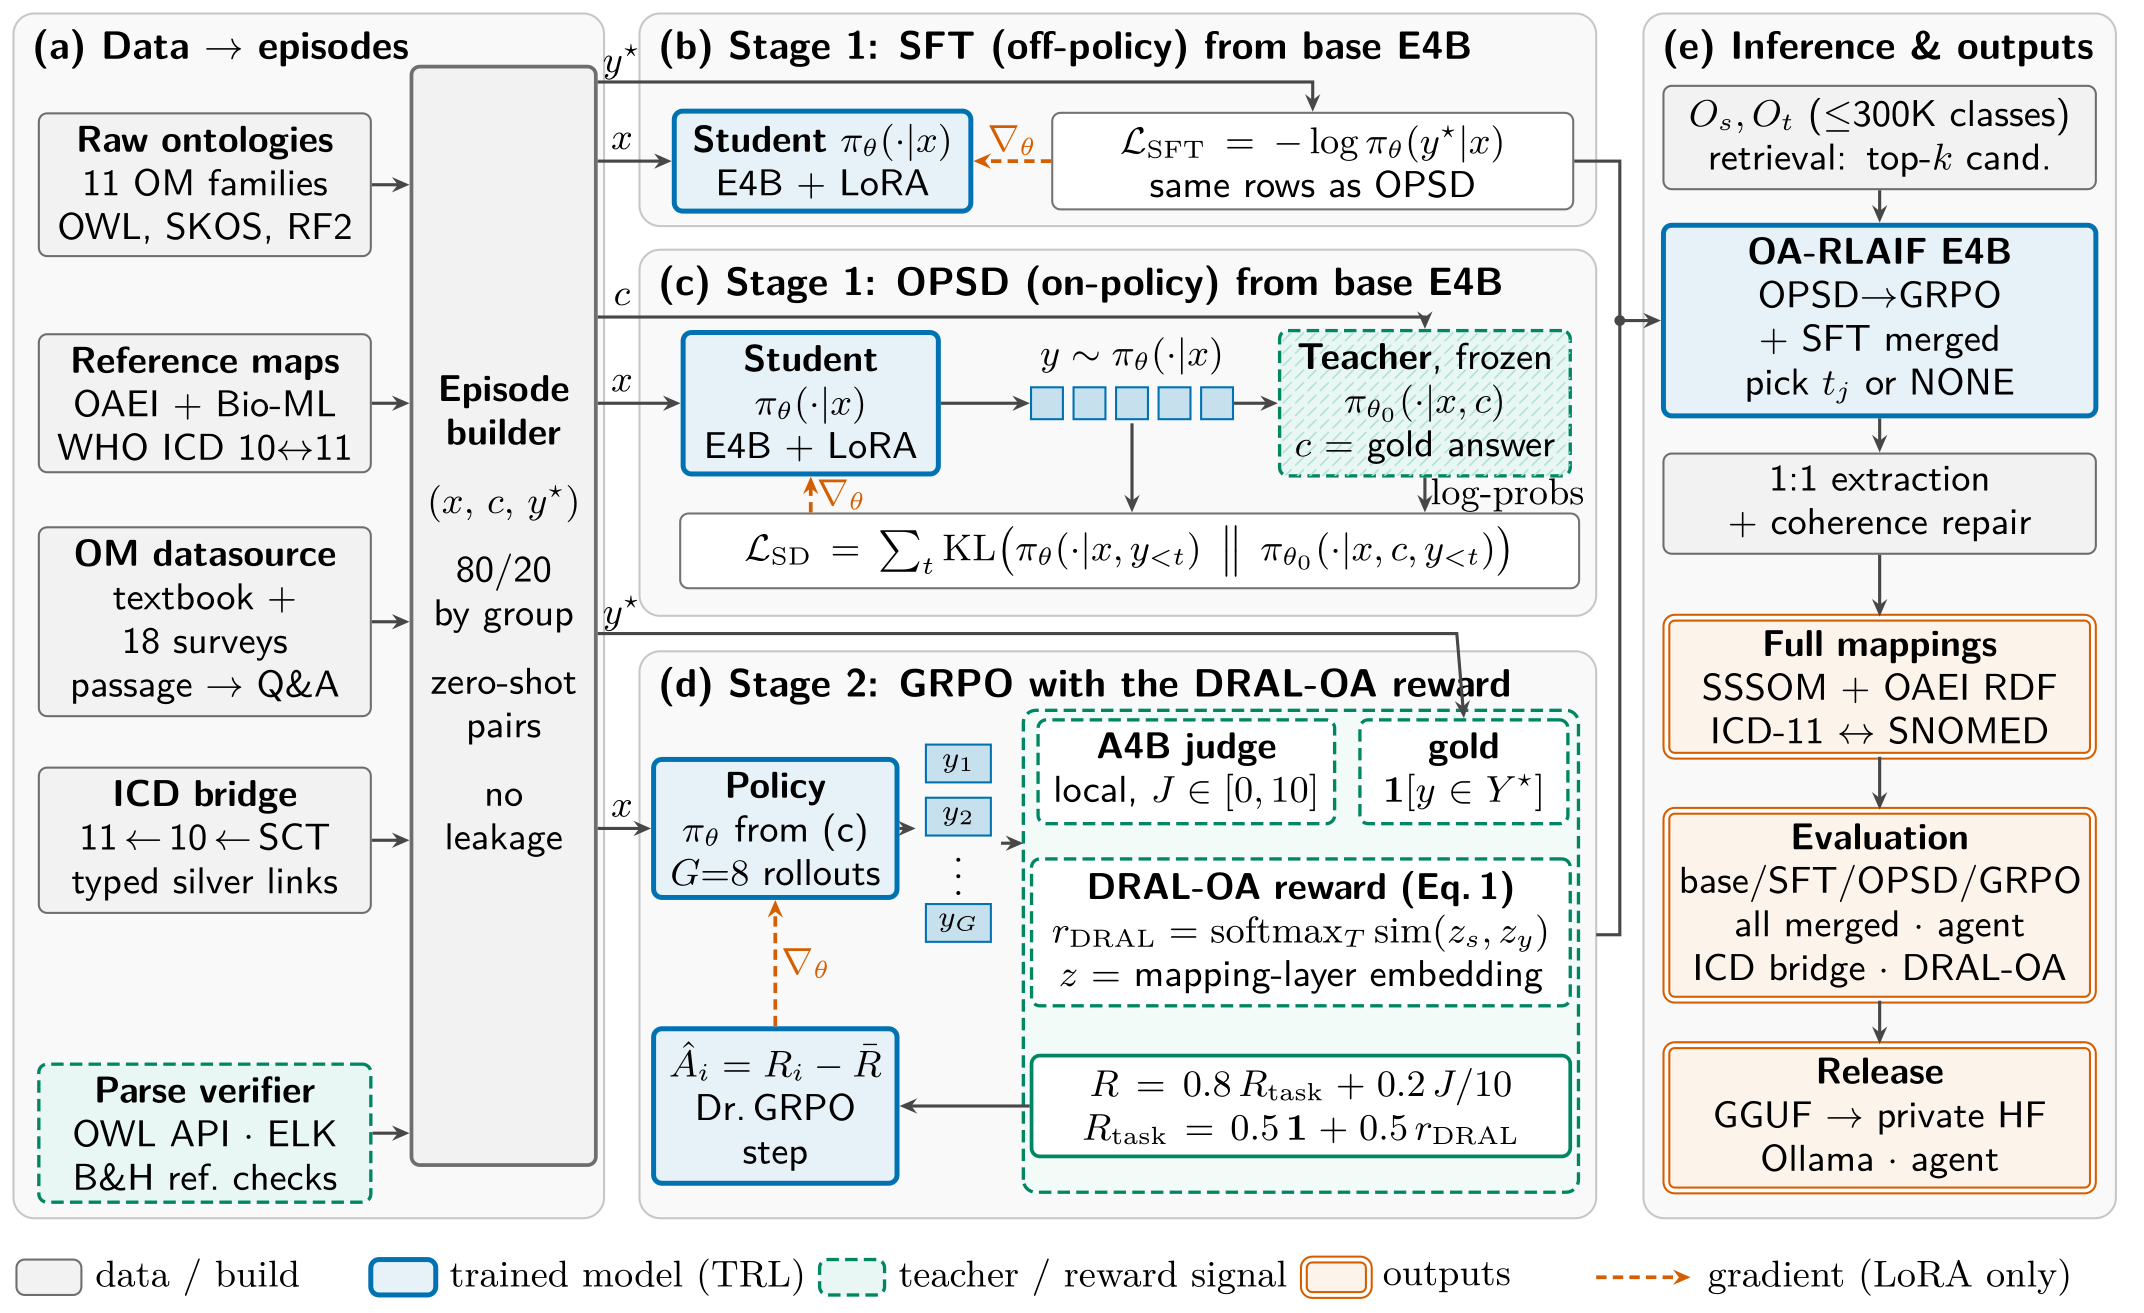 (a) Data → episodes
Raw ontologies
11 OM families
OWL, SKOS, RF2
Reference maps
OAEI + Bio-ML
WHO ICD 10↔11
OM datasource
textbook +
18 surveys
passage → Q&A
ICD bridge
11←10←SCT
typed silver links
Parse verifier
OWL API · ELK
B&H ref. checks
Episode
builder
(x, c, y⋆)
80/20
by group
zero-shot
pairs
no
leakage
y⋆
x
c
x
y⋆
x
(b) Stage 1: SFT (off-policy) from base E4B
Student πθ(·|x)
E4B + LoRA
∇θ
ℒSFT = − log πθ(y⋆|x)
same rows as OPSD
(c) Stage 1: OPSD (on-policy) from base E4B
Student
πθ(·|x)
E4B + LoRA
y ∼ πθ(·|x)
Teacher, frozen
πθ0(·|x, c)
c = gold answer
∇θ
log-probs
ℒSD = ∑t KL(πθ(·|x, y<t) ‖ πθ0(·|x, c, y<t))
(d) Stage 2: GRPO with the DRAL-OA reward
Policy
πθ from (c)
G=8 rollouts
y1
y2
⋮
yG
A4B judge
local, J ∈ [0, 10]
gold
1[y ∈ Y⋆]
DRAL-OA reward (Eq. 1)
rDRAL = softmaxT sim(zs, zy)
z = mapping-layer embedding
∇θ
Âi = Ri − R̄
Dr. GRPO
step
R = 0.8 Rtask + 0.2 J/10
Rtask = 0.5 1 + 0.5 rDRAL
(e) Inference & outputs
Os, Ot (≤300K classes)
retrieval: top-k cand.
OA-RLAIF E4B
OPSD→GRPO
+ SFT merged
pick tj or NONE
1:1 extraction
+ coherence repair
Full mappings
SSSOM + OAEI RDF
ICD-11 ↔ SNOMED
Evaluation
base/SFT/OPSD/GRPO
all merged · agent
ICD bridge · DRAL-OA
Release
GGUF → private HF
Ollama · agent
data / build
trained model (TRL)
teacher / reward signal
outputs
gradient (LoRA only)